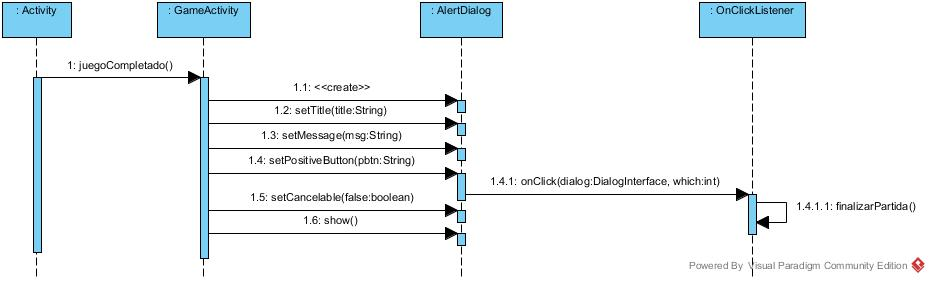 : Activity
: GameActivity
: AlertDialog
: OnClickListener
1: juegoCompletado()
1.1: <<create>>
1.2: setTitle(title:String)
1.3: setMessage(msg:String)
1.4: setPositiveButton(pbtn:String)
1.4.1: onClick(dialog:DialogInterface, which:int)
1.5: setCancelable(false:boolean)
1.4.1.1: finalizarPartida()
1.6: show()
Powered By Visual Paradigm Community Edition